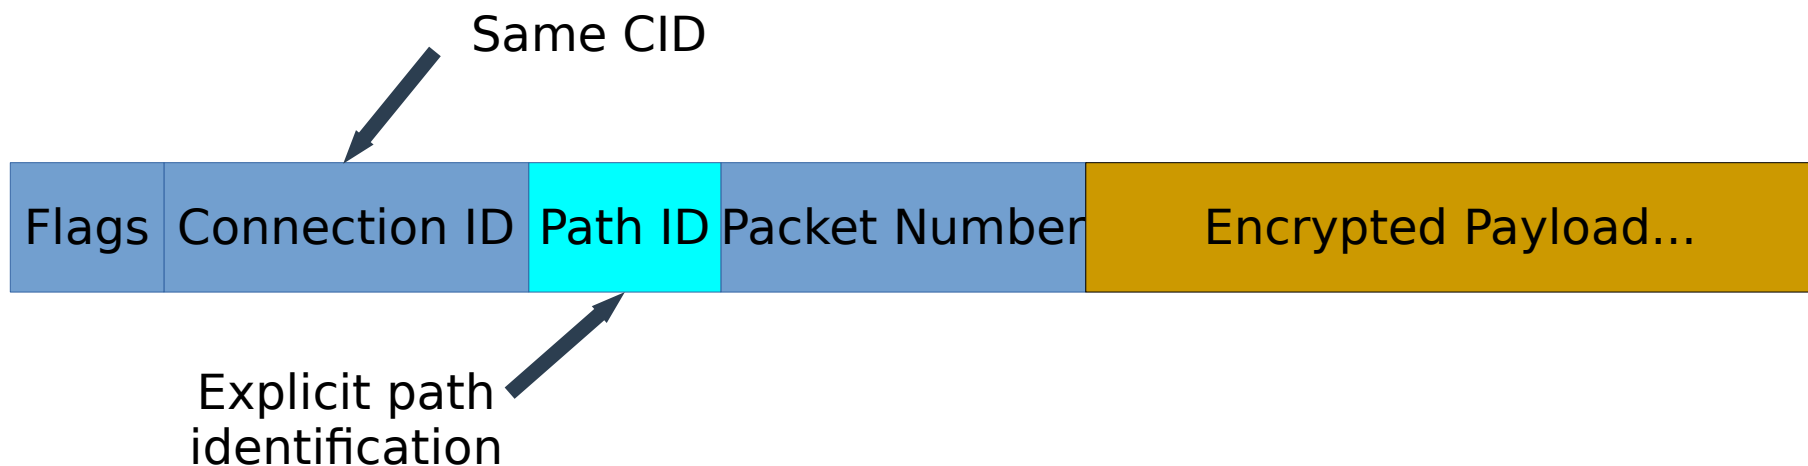 Same CID
Flags Connection ID Path ID Packet Number Encrypted Payload...
Explicit path
identification